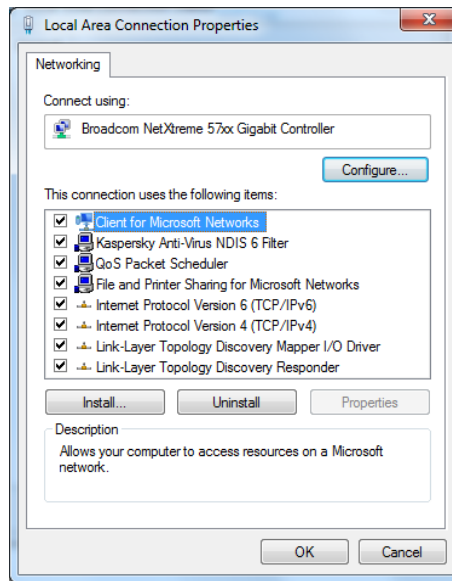 Local Area Connection Properties
Networking
Connect using:
Broadcom NetXtreme 57xx Gigabit Controller
Configure...
This connection uses the following items:
Client for Microsoft Networks
Kaspersky Anti-Virus NDIS 6 Filter
QoS Packet Scheduler
File and Printer Sharing for Microsoft Networks
Internet Protocol Version 6 (TCP/IPv6)
Internet Protocol Version 4 (TCP/IPv4)
Link-Layer Topology Discovery Mapper I/O Driver
Link-Layer Topology Discovery Responder
Install... Uninstall Properties
Description
Allows your computer to access resources on a Microsoft
network.
OK Cancel